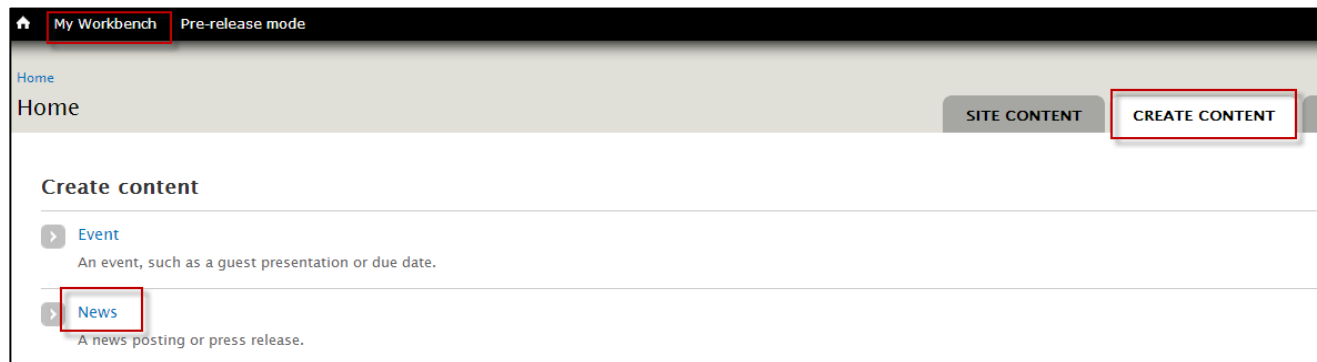 My Workbench Pre-release mode
Home
Home
SITE CONTENT CREATE CONTENT
Create content
Event
An event, such as a guest presentation or due date.
News
A news posting or press release.